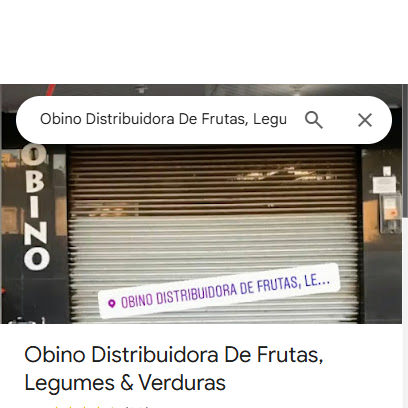 Obino Distribuidora De Frutas, Legu
OBINO
OBINO DISTRIBUIDORA DE FRUTAS, LE...
Obino Distribuidora De Frutas,
Legumes & Verduras